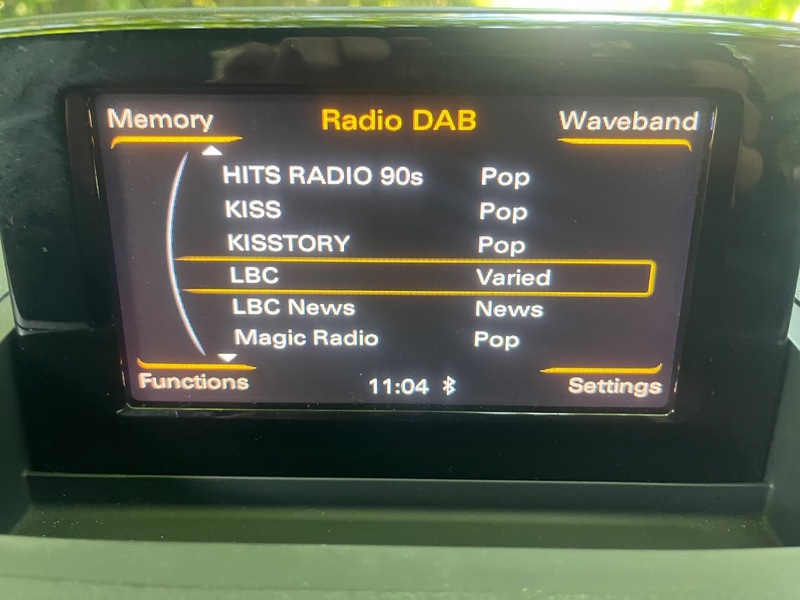 Memory Radio DAB Waveband
HITS RADIO 90s Pop
KISS Pop
KISSTORY Pop
LBC Varied
LBC News News
Magic Radio Pop
Functions 11:04 Settings